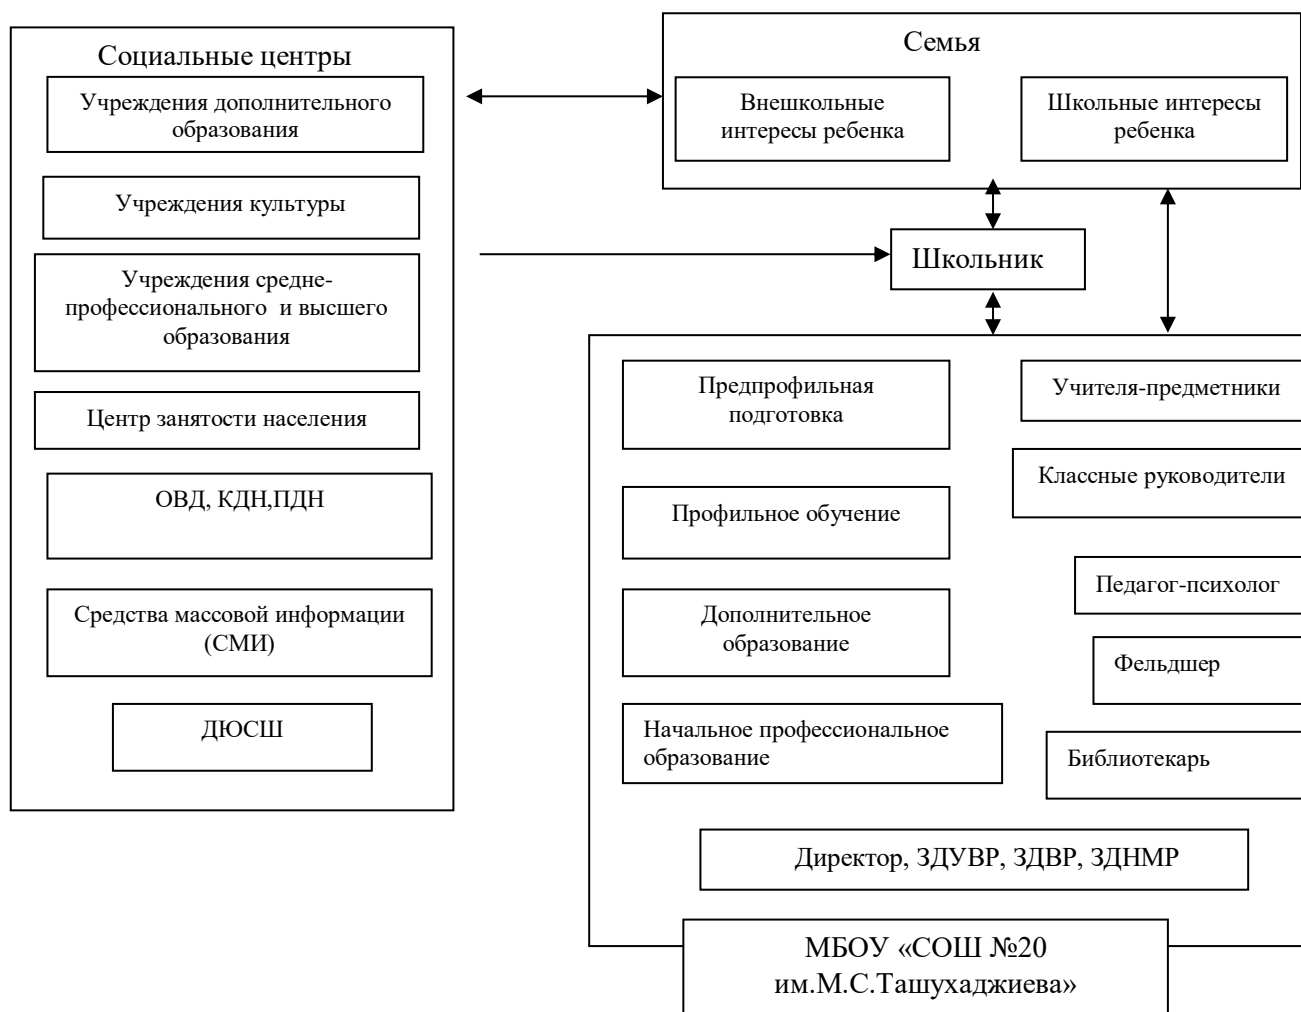 Социальные центры
Учреждения дополнительного
образования
Учреждения культуры
Учреждения средне-
профессионального и высшего
образования
Центр занятости населения
ОВД, КДН,ПДН
Средства массовой информации
(СМИ)
ДЮСШ
Семья
Внешкольные
интересы ребенка
Школьные интересы
ребенка
Школьник
Предпрофильная
подготовка
Профильное обучение
Дополнительное
образование
Начальное профессиональное
образование
Учителя-предметники
Классные руководители
Педагог-психолог
Фельдшер
Библиотекарь
Директор, ЗДУВР, ЗДВР, ЗДНМР
МБОУ «СОШ №20
им.М.С.Ташухаджиева»